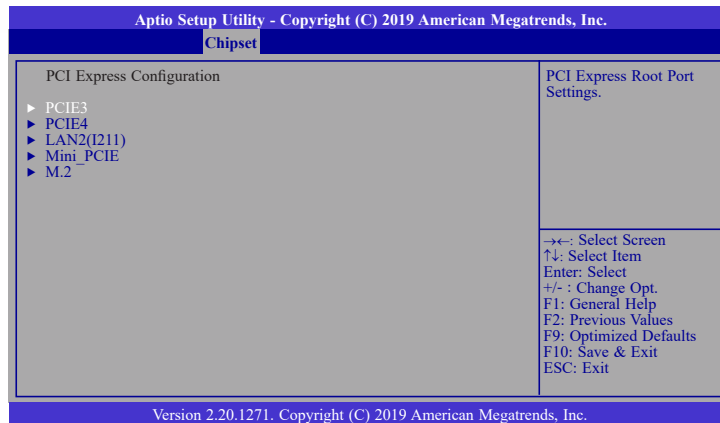 Aptio Setup Utility - Copyright (C) 2019 American Megatrends, Inc.
Chipset
PCI Express Configuration
► PCIE3
► PCIE4
► LAN2(I211)
► Mini_PCIE
► M.2
PCI Express Root Port
Settings.
→←: Select Screen
↑↓: Select Item
Enter: Select
+/- : Change Opt.
F1: General Help
F2: Previous Values
F9: Optimized Defaults
F10: Save & Exit
ESC: Exit
Version 2.20.1271. Copyright (C) 2019 American Megatrends, Inc.